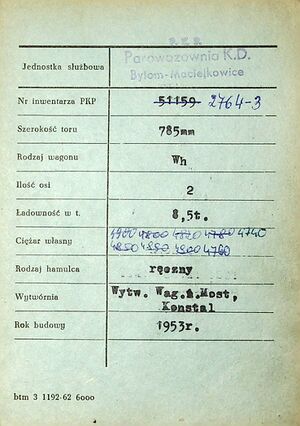 P.K.P.
Parowozownia K.D.
Jednostka służbowa
Bytom-Maciejkowice
Nr inwentarza PKP 51159 2764-3
Szerokość toru 785mm
Rodzaj wagonu Wh
Ilość osi 2
Ładowność w t. 8,5t.
Ciężar własny 4740
4760
Rodzaj hamulca ręczny
Wytwórnia Wytw. Wag.i.Most,
Konstal
Rok budowy 1953r.
btm 3 1192-62 6000